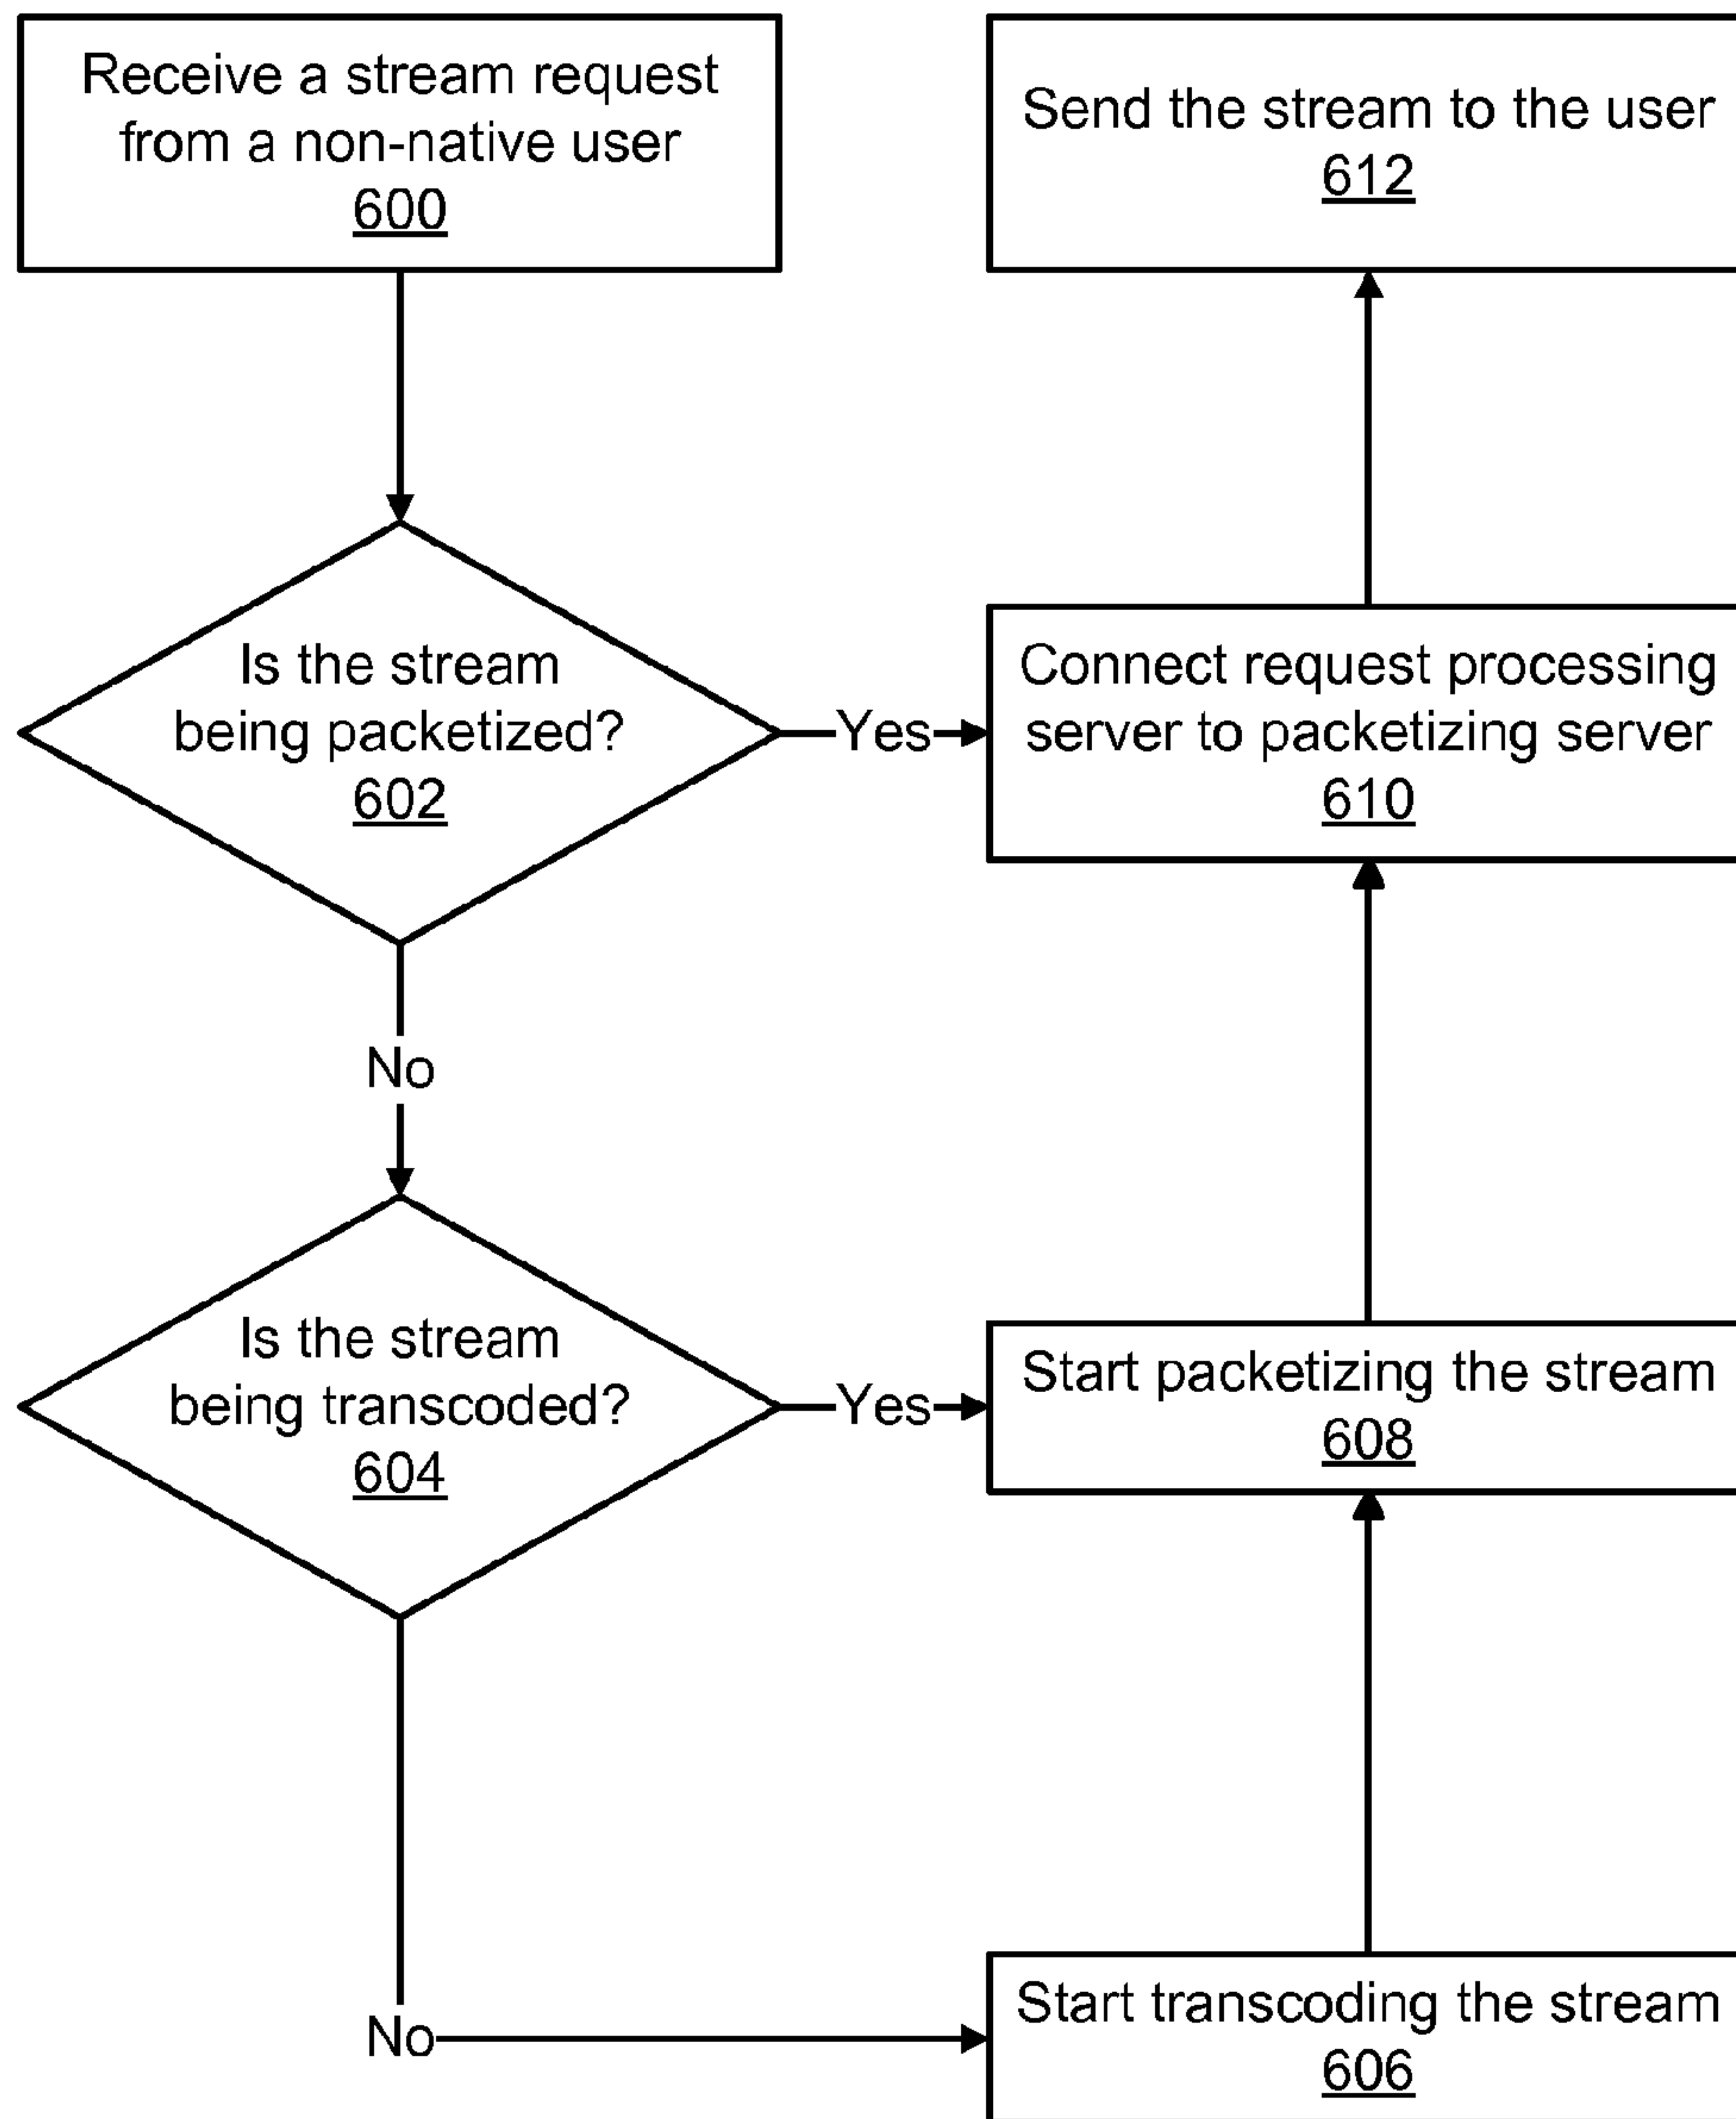 Receive a stream request
from a non-native user
600
Send the stream to the user
612
Is the stream
being packetized?
602
Yes
Connect request processing
server to packetizing server
610
No
Is the stream
being transcoded?
604
Yes
Start packetizing the stream
608
No
Start transcoding the stream
606